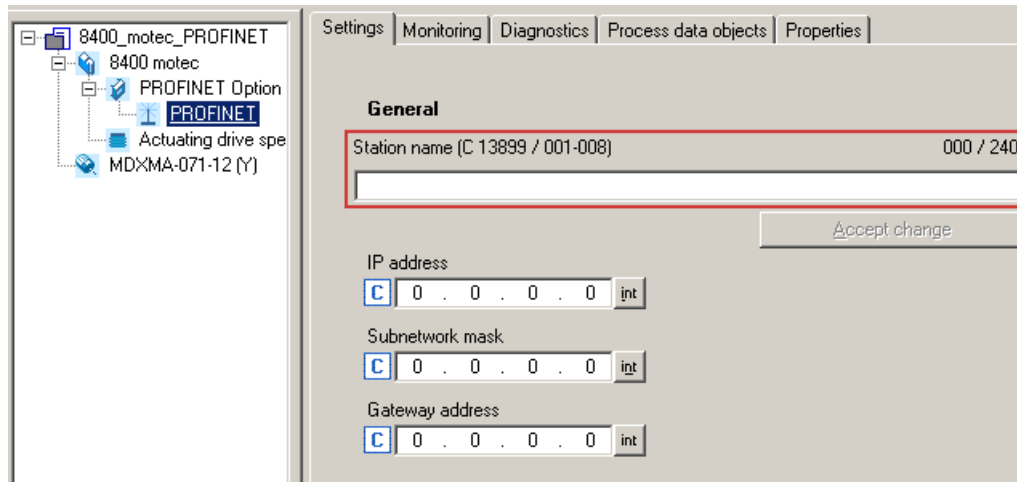 8400_motec_PROFINET
8400 motec
PROFINET Option
PROFINET
Actuating drive spe
MDXMA-071-12 (Y)
Settings Monitoring Diagnostics Process data objects Properties
General
Station name (C 13899 / 001-008) 000 / 240
Accept change
IP address
C 0 . 0 . 0 . 0 int
Subnetwork mask
C 0 . 0 . 0 . 0 int
Gateway address
C 0 . 0 . 0 . 0 int